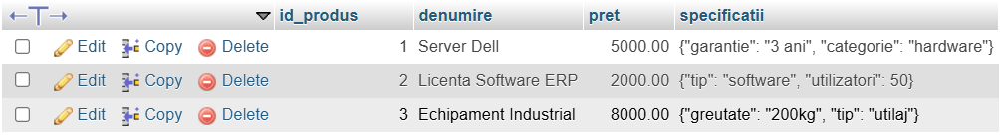 id_produs denumire pret specificatii
Edit Copy Delete 1 Server Dell 5000.00 {"garantie": "3 ani", "categorie": "hardware"}
Edit Copy Delete 2 Licenta Software ERP 2000.00 {"tip": "software", "utilizatori": 50}
Edit Copy Delete 3 Echipament Industrial 8000.00 {"greutate": "200kg", "tip": "utilaj"}